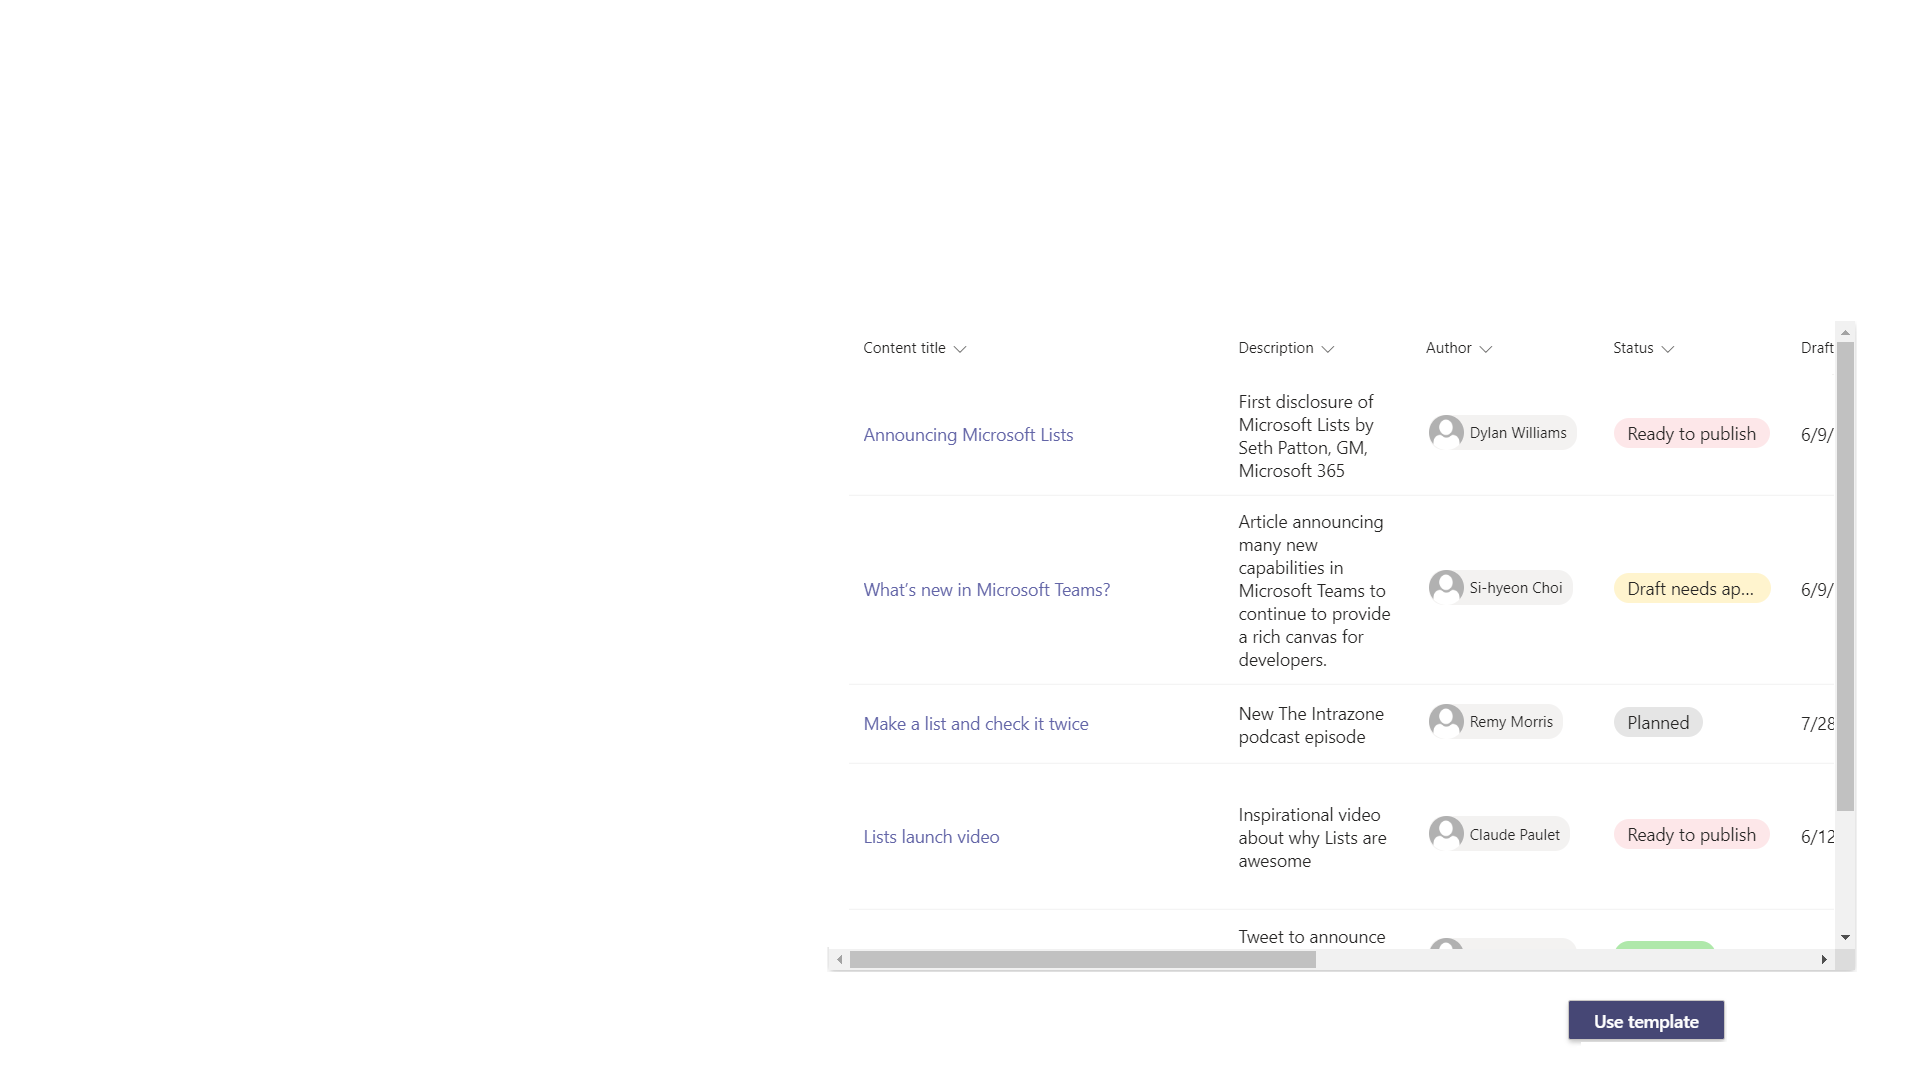 Content title Description Author Status Draft
First disclosure of
Microsoft Lists by
Seth Patton, GM,
Microsoft 365
Announcing Microsoft Lists
Dylan Williams
Ready to publish
6/9/
Article announcing
many new
capabilities in
Microsoft Teams to
continue to provide
a rich canvas for
developers.
What's new in Microsoft Teams?
Si-hyeon Choi
Draft needs ap...
6/9/
Make a list and check it twice
New The Intrazone
podcast episode
Remy Morris
Planned
7/28
Lists launch video
Inspirational video
about why Lists are
awesome
Claude Paulet
Ready to publish
6/12
Tweet to announce
Use template